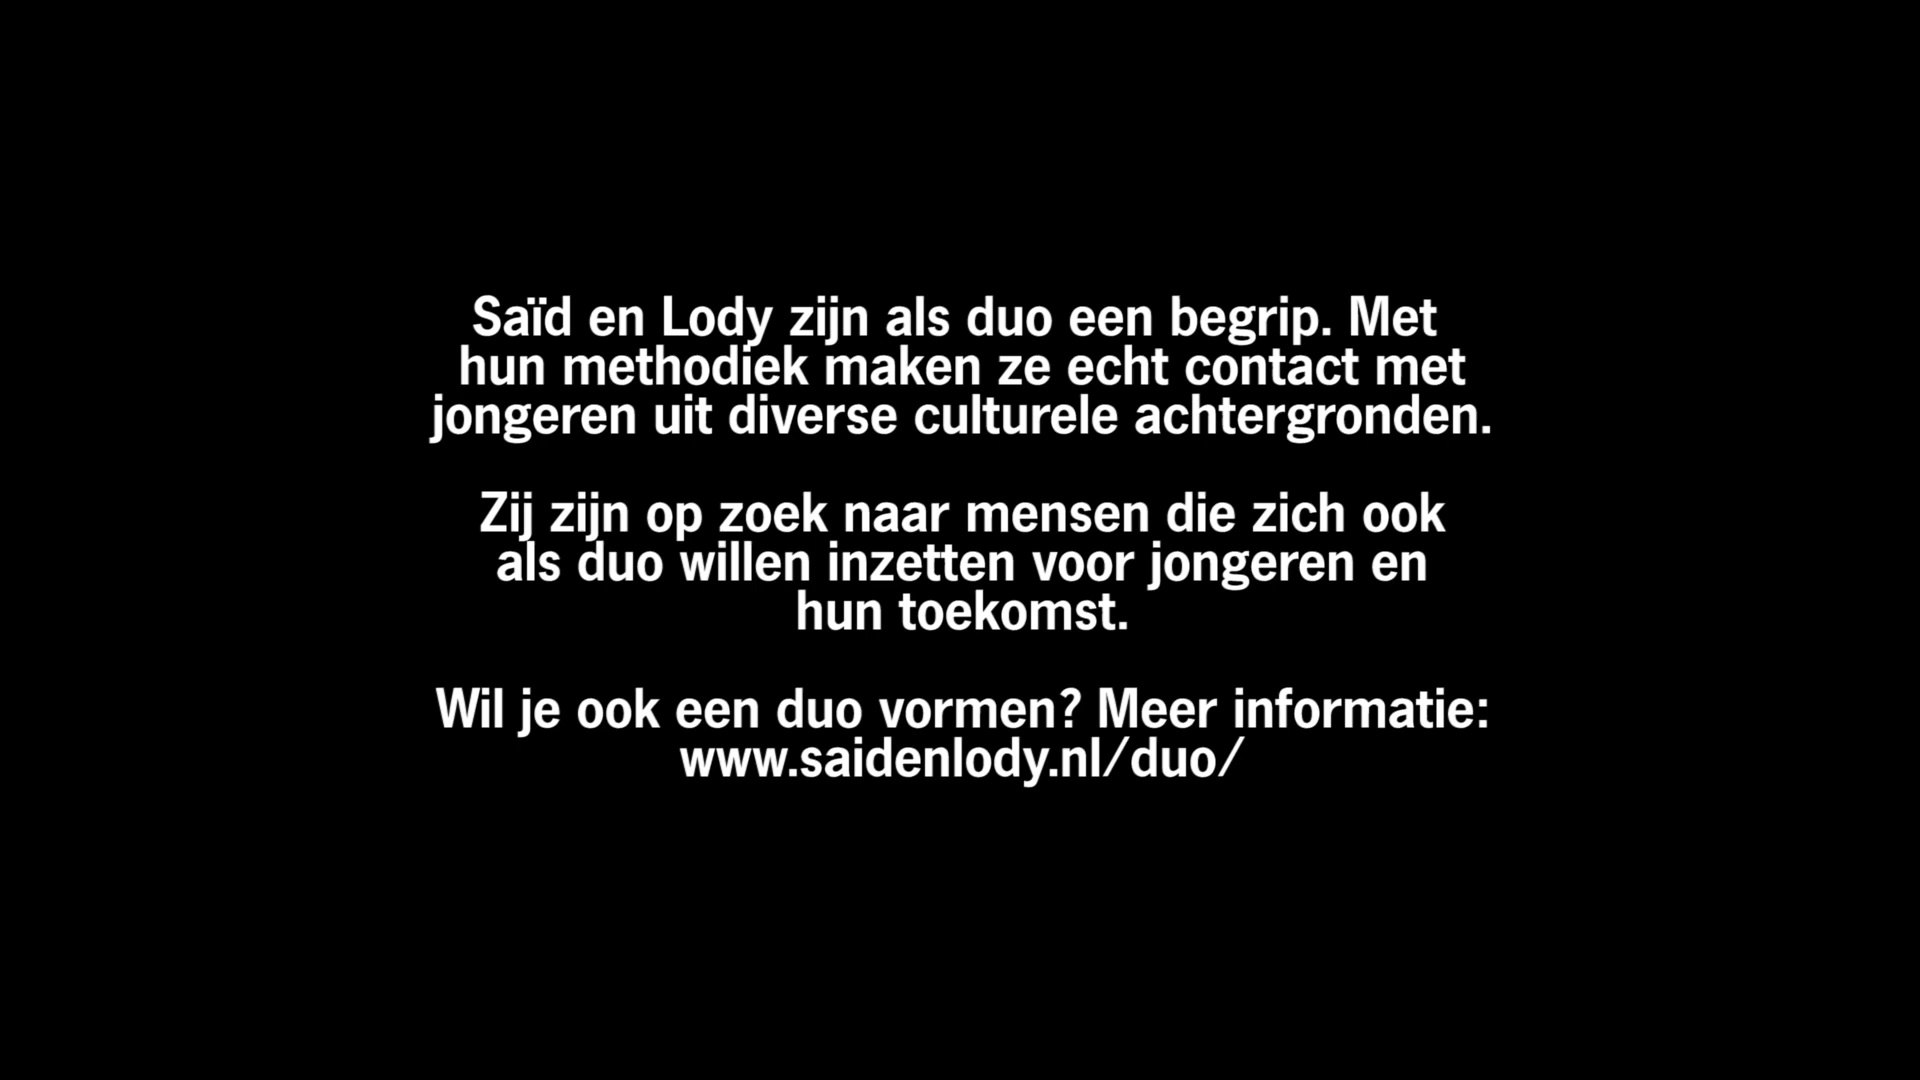 Saïd en Lody zijn als duo een begrip. Met
hun methodiek maken ze echt contact met
jongeren uit diverse culturele achtergronden.
Zij zijn op zoek naar mensen die zich ook
als duo willen inzetten voor jongeren en
hun toekomst.
Wil je ook een duo vormen? Meer informatie:
www.saidenlody.nl/duo/